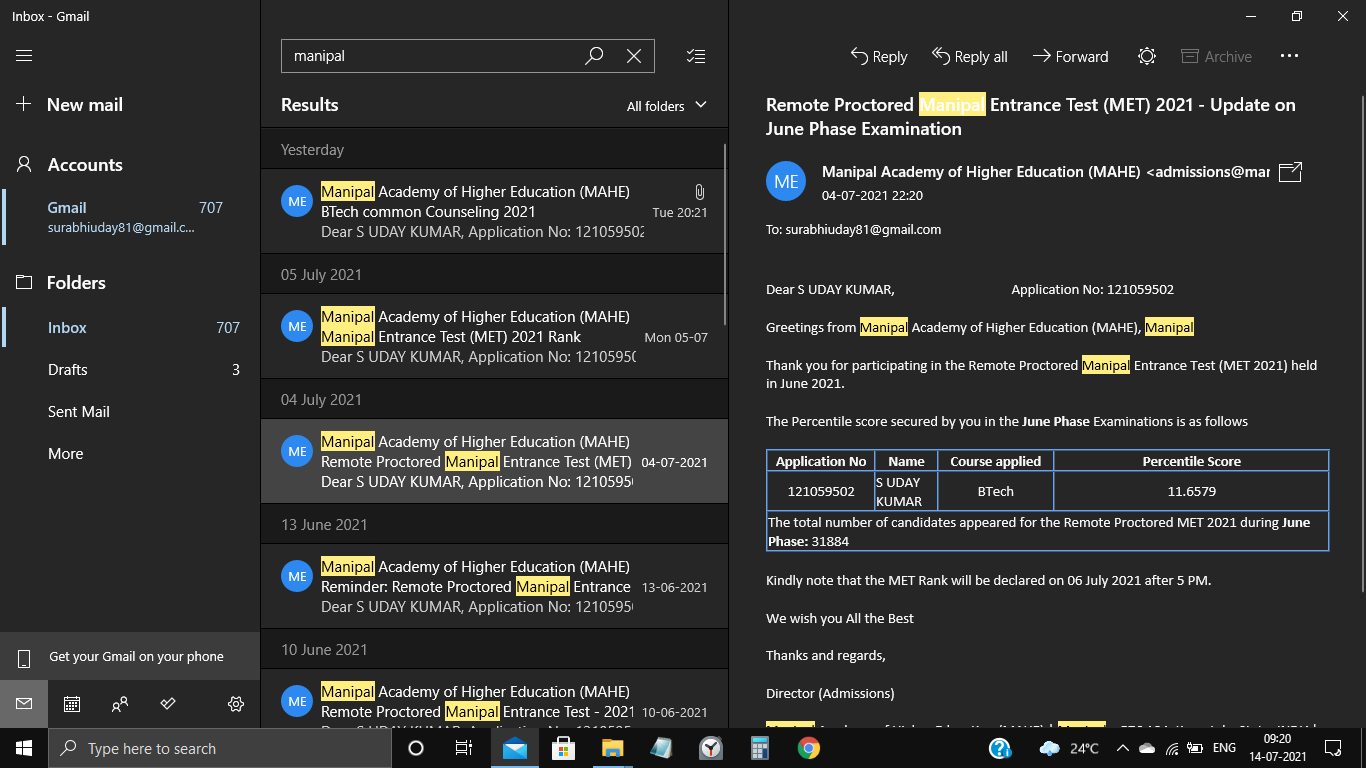 Inbox - Gmail
New mail
Accounts
Gmail 707
surabhiuday81@gmail.c...
Folders
Inbox 707
Drafts 3
Sent Mail
More
Get your Gmail on your phone
manipal
Results All folders
Yesterday
ME Manipal Academy of Higher Education (MAHE)
BTech common Counseling 2021 Tue 20:21
Dear S UDAY KUMAR, Application No: 121059502
05 July 2021
ME Manipal Academy of Higher Education (MAHE)
Manipal Entrance Test (MET) 2021 Rank Mon 05-07
Dear S UDAY KUMAR, Application No: 12105950
04 July 2021
ME Manipal Academy of Higher Education (MAHE)
Remote Proctored Manipal Entrance Test (MET) 04-07-2021
Dear S UDAY KUMAR, Application No: 1210595
13 June 2021
ME Manipal Academy of Higher Education (MAHE)
Reminder: Remote Proctored Manipal Entrance 13-06-2021
Dear S UDAY KUMAR, Application No: 1210595
10 June 2021
ME Manipal Academy of Higher Education (MAHE)
Remote Proctored Manipal Entrance Test - 2021 10-06-2021
Reply Reply all Forward Archive
Remote Proctored Manipal Entrance Test (MET) 2021 - Update on
June Phase Examination
ME Manipal Academy of Higher Education (MAHE) <admissions@mar
04-07-2021 22:20
To: surabhiuday81@gmail.com
Dear S UDAY KUMAR, Application No: 121059502
Greetings from Manipal Academy of Higher Education (MAHE), Manipal
Thank you for participating in the Remote Proctored Manipal Entrance Test (MET 2021) held
in June 2021.
The Percentile score secured by you in the June Phase Examinations is as follows
Application No Name Course applied Percentile Score
121059502 S UDAY KUMAR BTech 11.6579
The total number of candidates appeared for the Remote Proctored MET 2021 during June
Phase: 31884
Kindly note that the MET Rank will be declared on 06 July 2021 after 5 PM.
We wish you All the Best
Thanks and regards,
Director (Admissions)
Type here to search
24°C ENG 09:20
14-07-2021